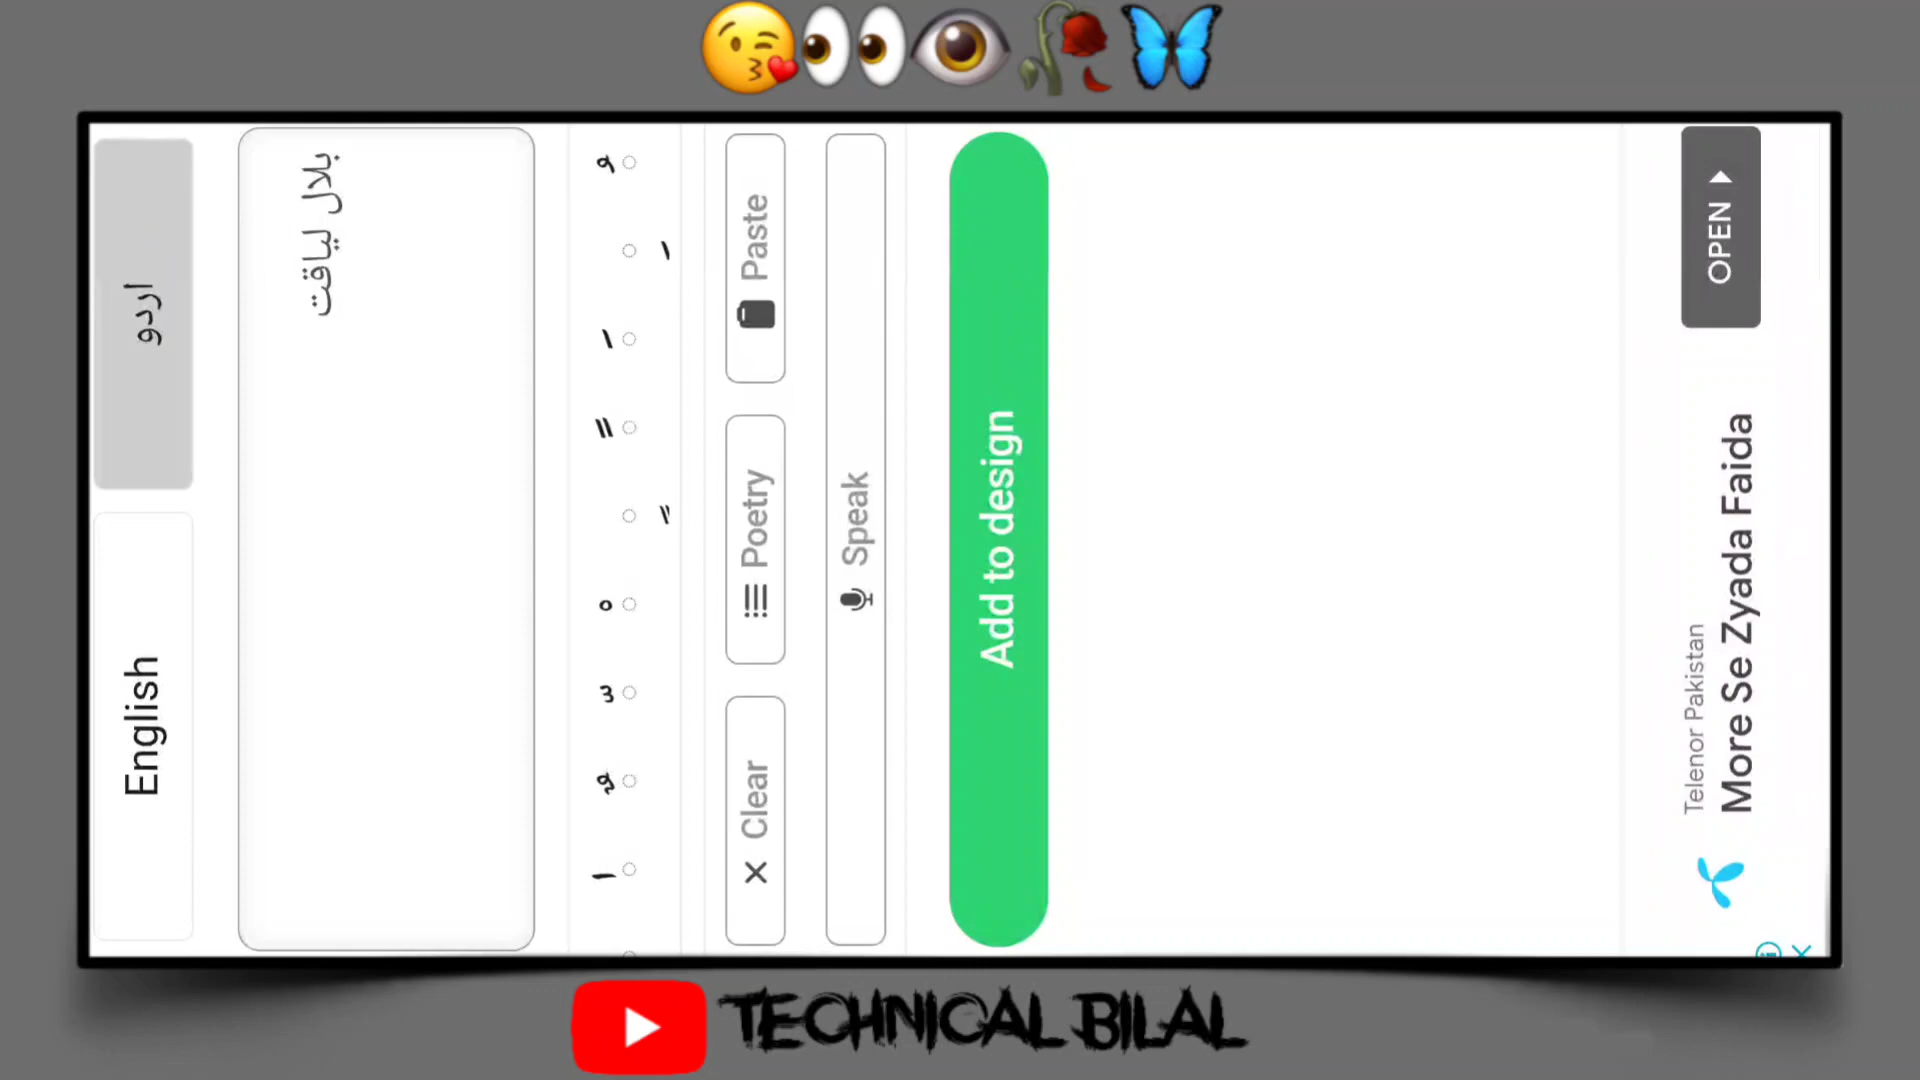 اردو
English
بلال لیاقت
Paste
Poetry
Clear
Speak
Add to design
OPEN
Telenor Pakistan
More Se Zyada Faida
TECHNICAL BILAL